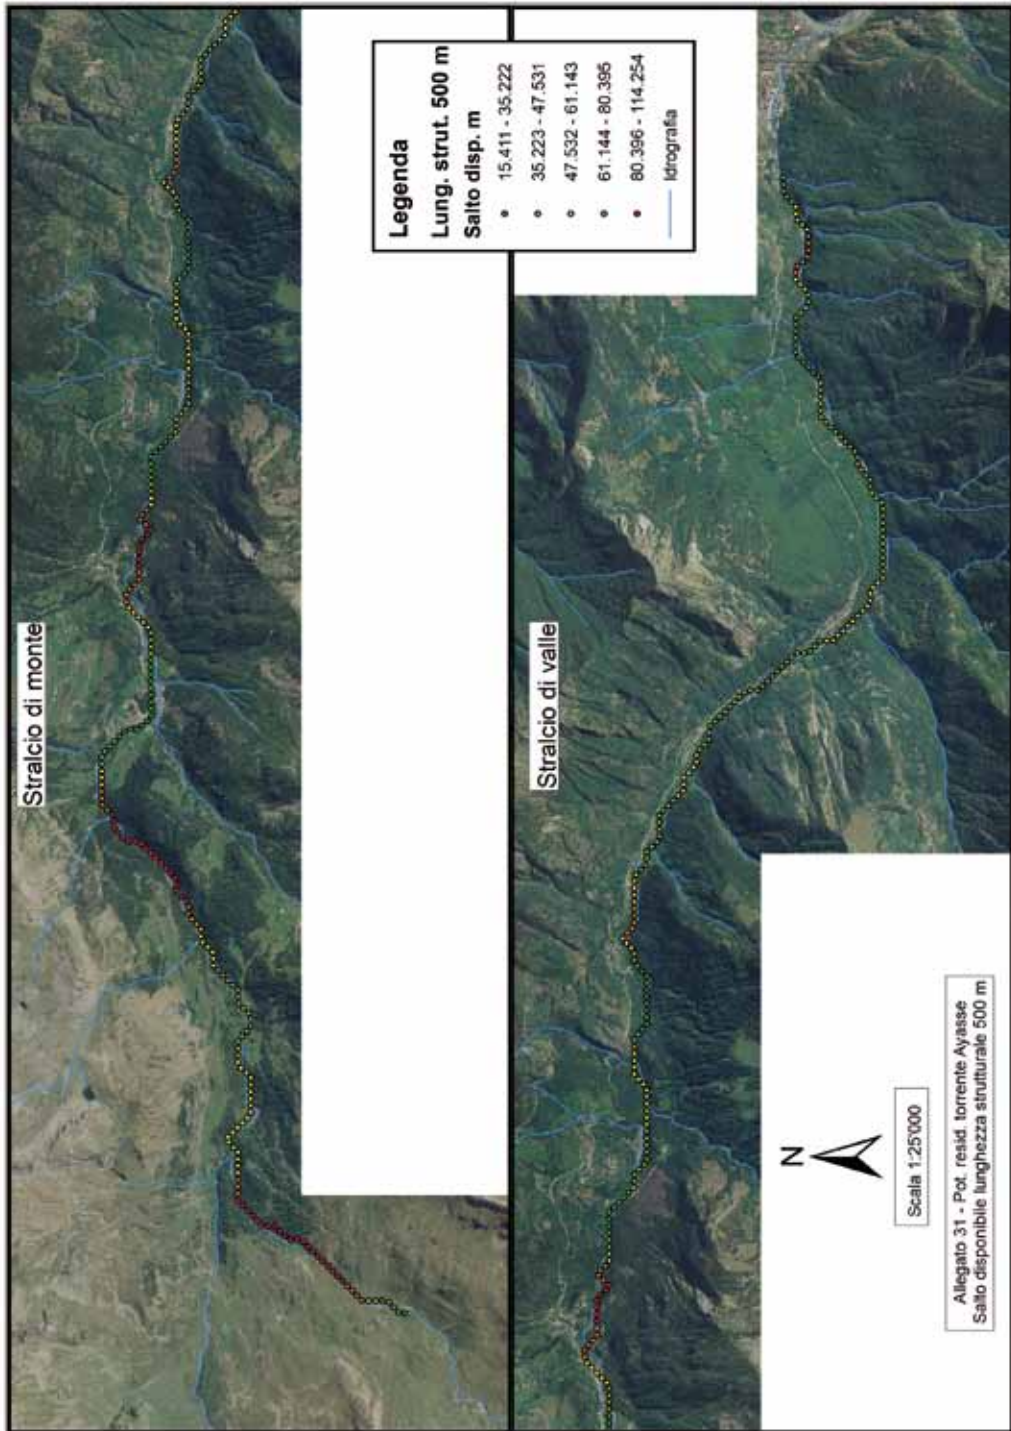 Stralcio di monte
Legenda
Lung. strut. 500 m
Salto disp. m
15.411 - 35.222
35.223 - 47.531
47.532 - 61.143
61.144 - 80.395
80.396 - 114.254
Idrografia
Stralcio di valle
N
Scala 1:25'000
Allegato 31 - Pot. resid. torrente Ayasse
Salto disponibile lunghezza strutturale 500 m